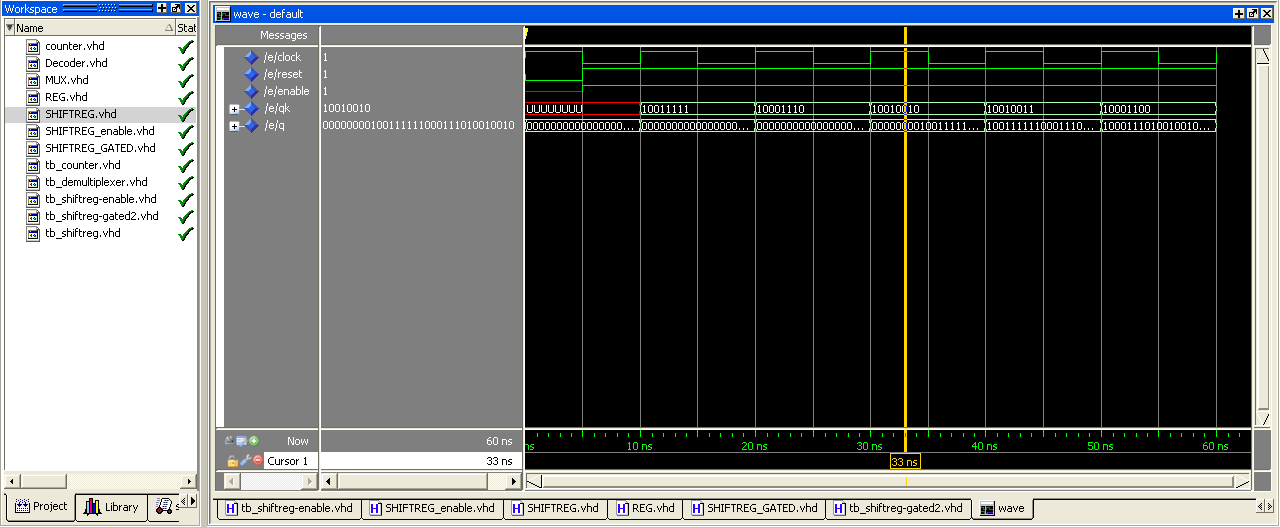 Workspace
Name Stat
counter.vhd
Decoder.vhd
MUX.vhd
REG.vhd
SHIFTREG.vhd
SHIFTREG_enable.vhd
SHIFTREG_GATED.vhd
tb_counter.vhd
tb_demultiplexer.vhd
tb_shiftreg-enable.vhd
tb_shiftreg-gated2.vhd
tb_shiftreg.vhd
Project Library s
wave - default
Messages
/e/clock 1
/e/reset 1
/e/enable 1
/e/qk 10010010 UUUUUUUU 10011111 10001110 10010010 10010011 10001100
/e/q 00000000100111111000111010010010 0000000000000000... 0000000000000000... 0000000000000000... 0000000010011111... 1001111110001110... 1000111010010010...
Now 60 ns ns 10 ns 20 ns 30 ns 40 ns 50 ns 60 ns
Cursor 1 33 ns 33 ns
tb_shiftreg-enable.vhd SHIFTREG_enable.vhd SHIFTREG.vhd REG.vhd SHIFTREG_GATED.vhd tb_shiftreg-gated2.vhd wave